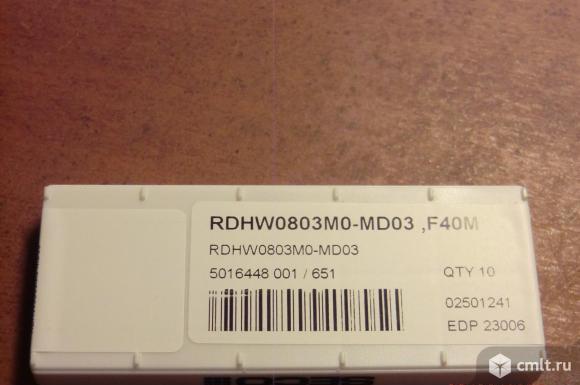 RDHW0803M0-MD03 ,F40M
RDHW0803M0-MD03
5016448 001 / 651
QTY 10
02501241
EDP 23006
cmlt.ru